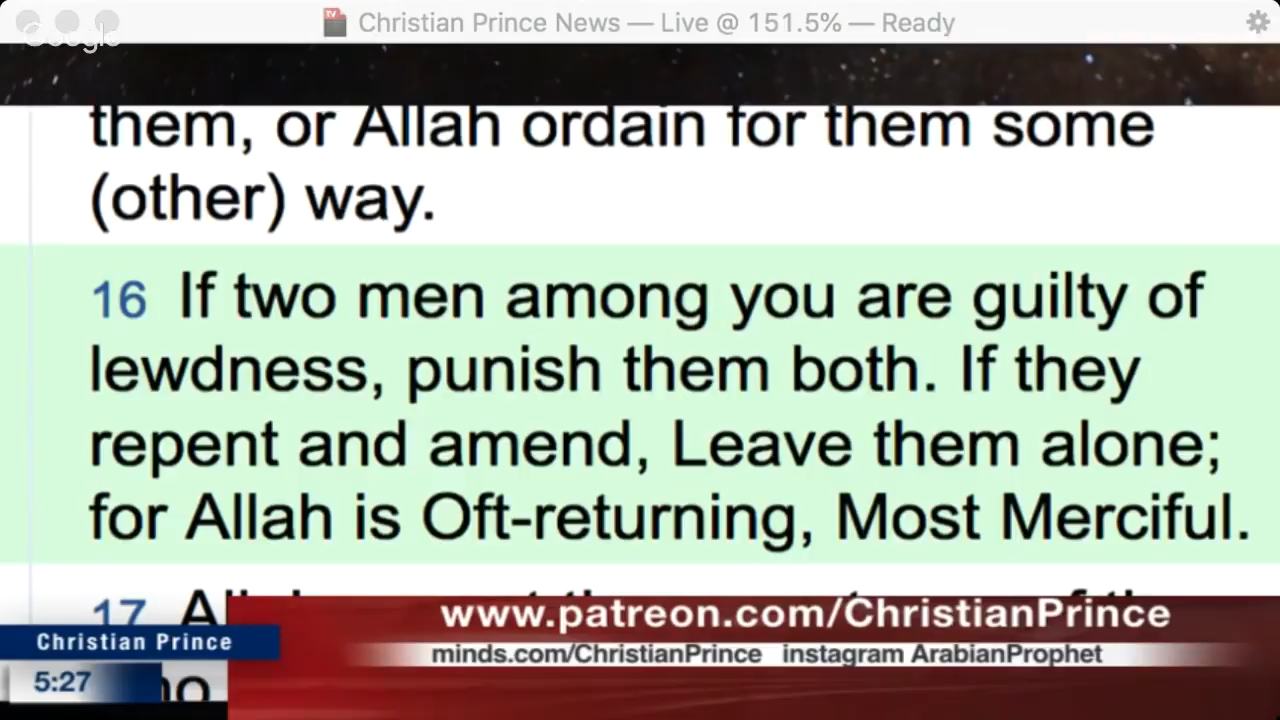 Christian Prince News — Live @ 151.5% — Ready
Google
them, or Allah ordain for them some
(other) way.
16 If two men among you are guilty of
lewdness, punish them both. If they
repent and amend, Leave them alone;
for Allah is Oft-returning, Most Merciful.
17
www.patreon.com/ChristianPrince
Christian Prince
minds.com/ChristianPrince instagram ArabianProphet
5:27